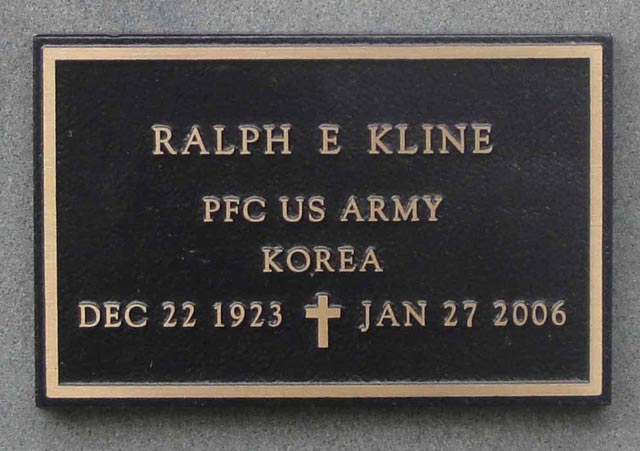 RALPH E KLINE
PFC US ARMY
KOREA
DEC 22 1923 JAN 27 2006